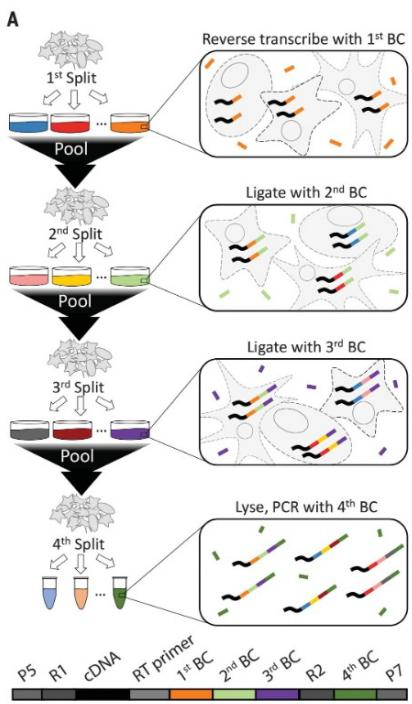 A
Reverse transcribe with 1st BC
1st Split
...
Pool
Ligate with 2nd BC
2nd Split
...
Pool
Ligate with 3rd BC
3rd Split
...
Pool
Lyse, PCR with 4th BC
4th Split
...
P5 R1 cDNA RT primer 1st BC 2nd BC 3rd BC R2 4th BC P7